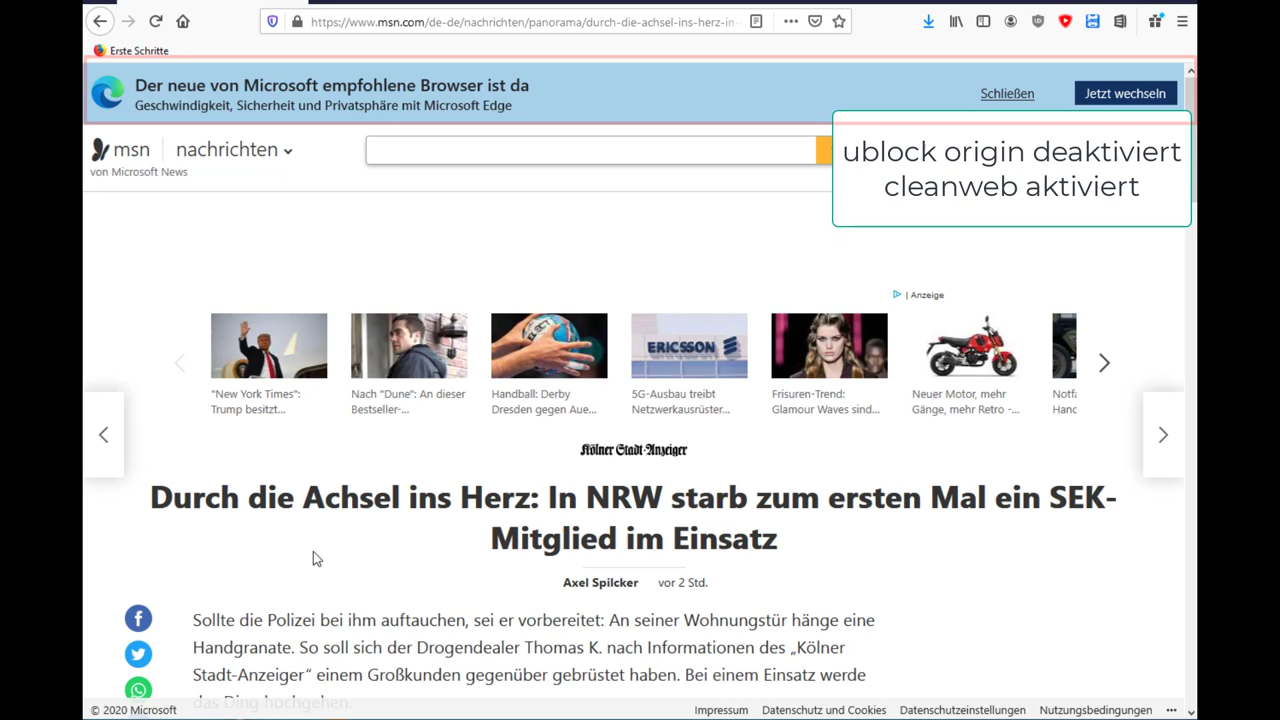 https://www.msn.com/de-de/nachrichten/panorama/durch-die-achsel-ins-herz-in-
Erste Schritte
Der neue von Microsoft empfohlene Browser ist da
Geschwindigkeit, Sicherheit und Privatsphäre mit Microsoft Edge
Schließen
Jetzt wechseln
ublock origin deaktiviert
cleanweb aktiviert
msn
nachrichten
von Microsoft News
| Anzeige
ERICSSON
"New York Times":
Trump besitzt...
Nach "Dune": An dieser
Bestseller-...
Handball: Derby
Dresden gegen Aue...
5G-Ausbau treibt
Netzwerkausrüster...
Frisuren-Trend:
Glamour Waves sind...
Neuer Motor, mehr
Gänge, mehr Retro -...
Notfa
Hanc
Kölner Stadt-Anzeiger
Durch die Achsel ins Herz: In NRW starb zum ersten Mal ein SEK-
Mitglied im Einsatz
Axel Spilcker vor 2 Std.
Sollte die Polizei bei ihm auftauchen, sei er vorbereitet: An seiner Wohnungstür hänge eine
Handgranate. So soll sich der Drogendealer Thomas K. nach Informationen des „Kölner
Stadt-Anzeiger“ einem Großkunden gegenüber gebrüstet haben. Bei einem Einsatz werde
das Ding hochgehen.
© 2020 Microsoft
Impressum
Datenschutz und Cookies
Datenschutzeinstellungen
Nutzungsbedingungen